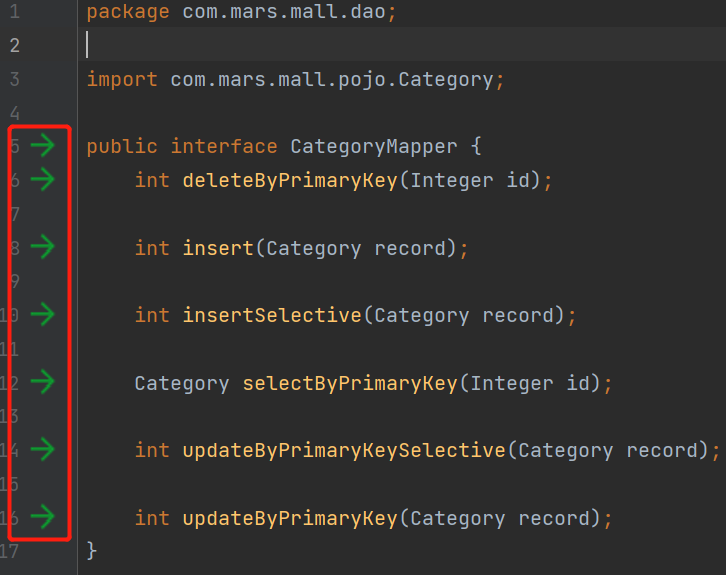 1 package com.mars.mall.dao;
2
3 import com.mars.mall.pojo.Category;
4
5 public interface CategoryMapper {
6 int deleteByPrimaryKey(Integer id);
7
8 int insert(Category record);
9
10 int insertSelective(Category record);
11
12 Category selectByPrimaryKey(Integer id);
13
14 int updateByPrimaryKeySelective(Category record);
15
16 int updateByPrimaryKey(Category record);
17 }